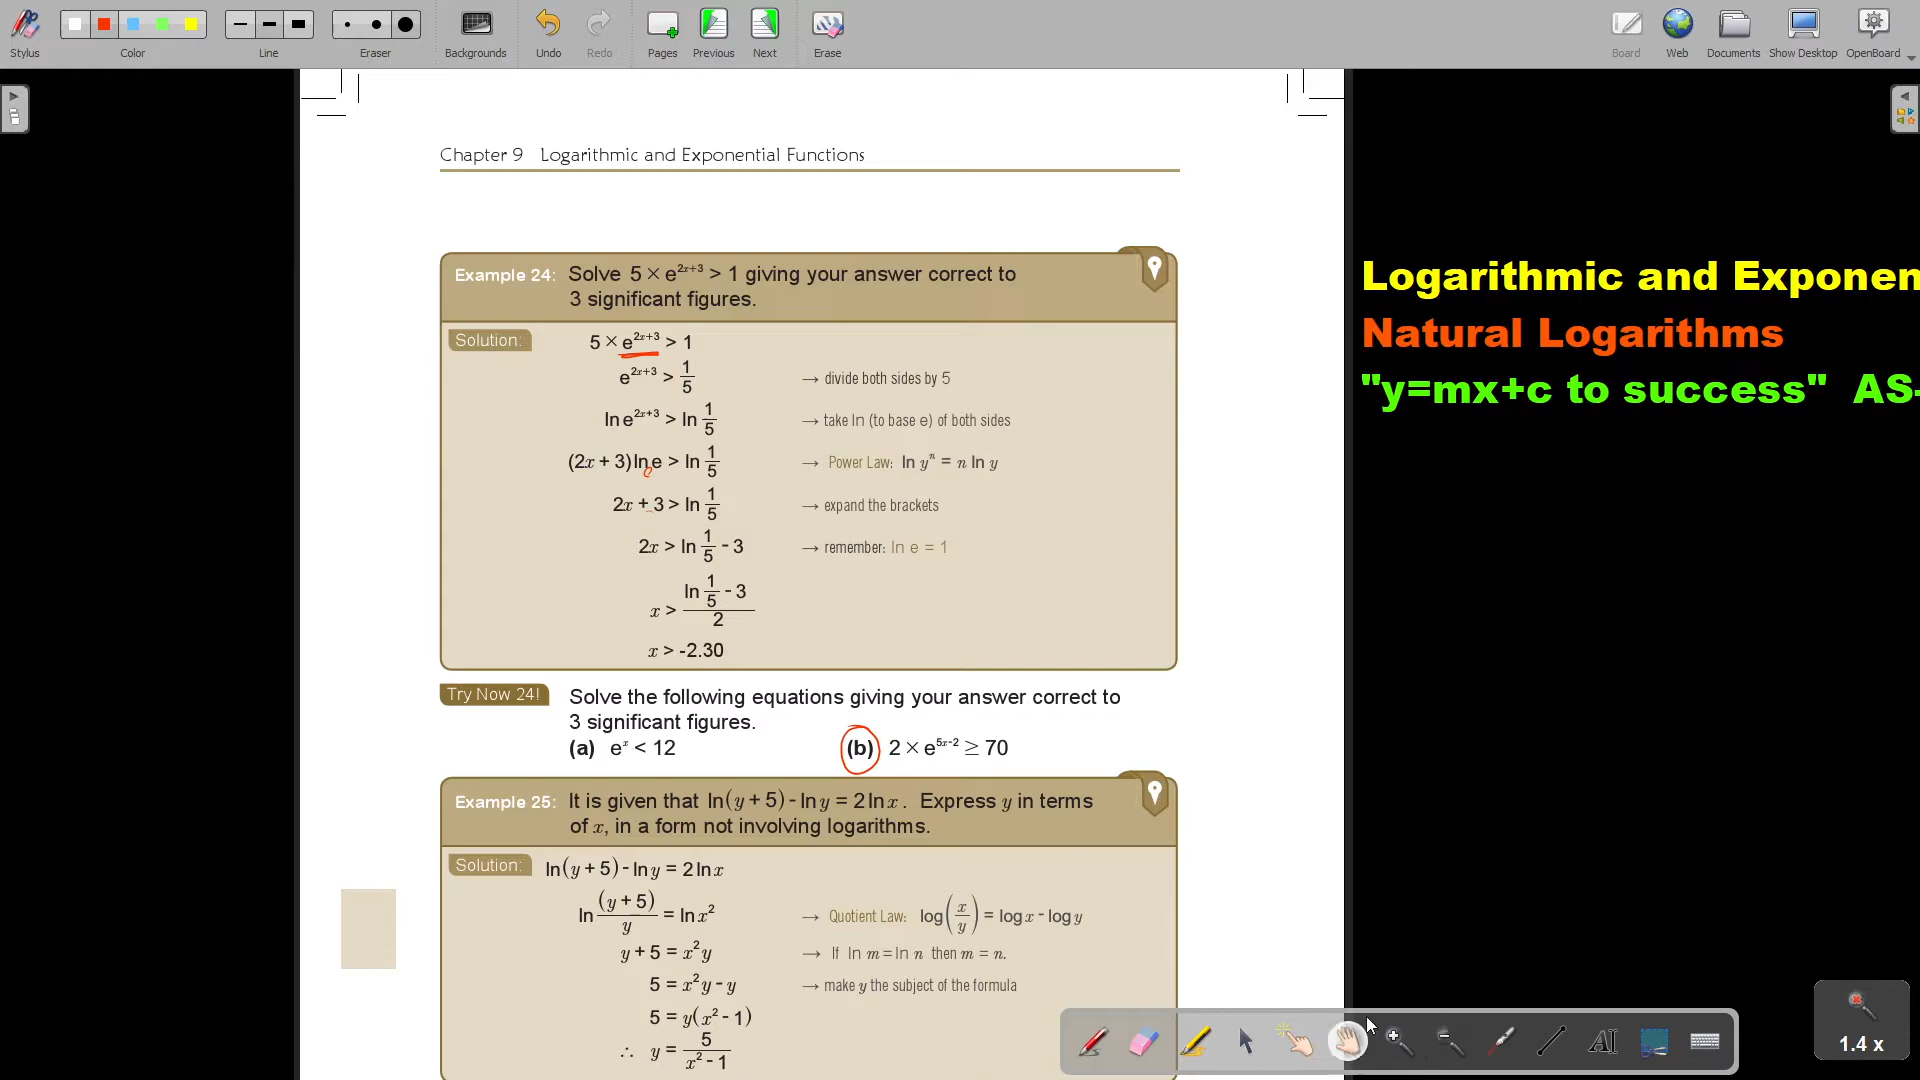 Stylus Color Line Eraser Backgrounds Undo Redo Pages Previous Next Erase Board Web Documents Show Desktop OpenBoard
Chapter 9 Logarithmic and Exponential Functions
Example 24: Solve 5 × e^{2x+3} > 1 giving your answer correct to
3 significant figures.
Solution:
5 × e^{2x+3} > 1
e^{2x+3} > 1/5 → divide both sides by 5
ln e^{2x+3} > ln 1/5 → take ln (to base e) of both sides
(2x + 3)ln e > ln 1/5 → Power Law: ln y^n = n ln y
2x + 3 > ln 1/5 → expand the brackets
2x > ln 1/5 - 3 → remember: ln e = 1
x > (ln 1/5 - 3)/2
x > -2.30
Try Now 24! Solve the following equations giving your answer correct to
3 significant figures.
(a) e^x < 12 (b) 2 × e^{5x-2} ≥ 70
Example 25: It is given that ln(y + 5) - ln y = 2 ln x. Express y in terms
of x, in a form not involving logarithms.
Solution: ln(y + 5) - ln y = 2 ln x
ln (y + 5)/y = ln x² → Quotient Law: log(x/y) = log x - log y
y + 5 = x²y → If ln m = ln n then m = n.
5 = x²y - y → make y the subject of the formula
5 = y(x² - 1)
∴ y = 5/(x² - 1)
Logarithmic and Exponen
Natural Logarithms
"y=mx+c to success" AS-
1.4 x